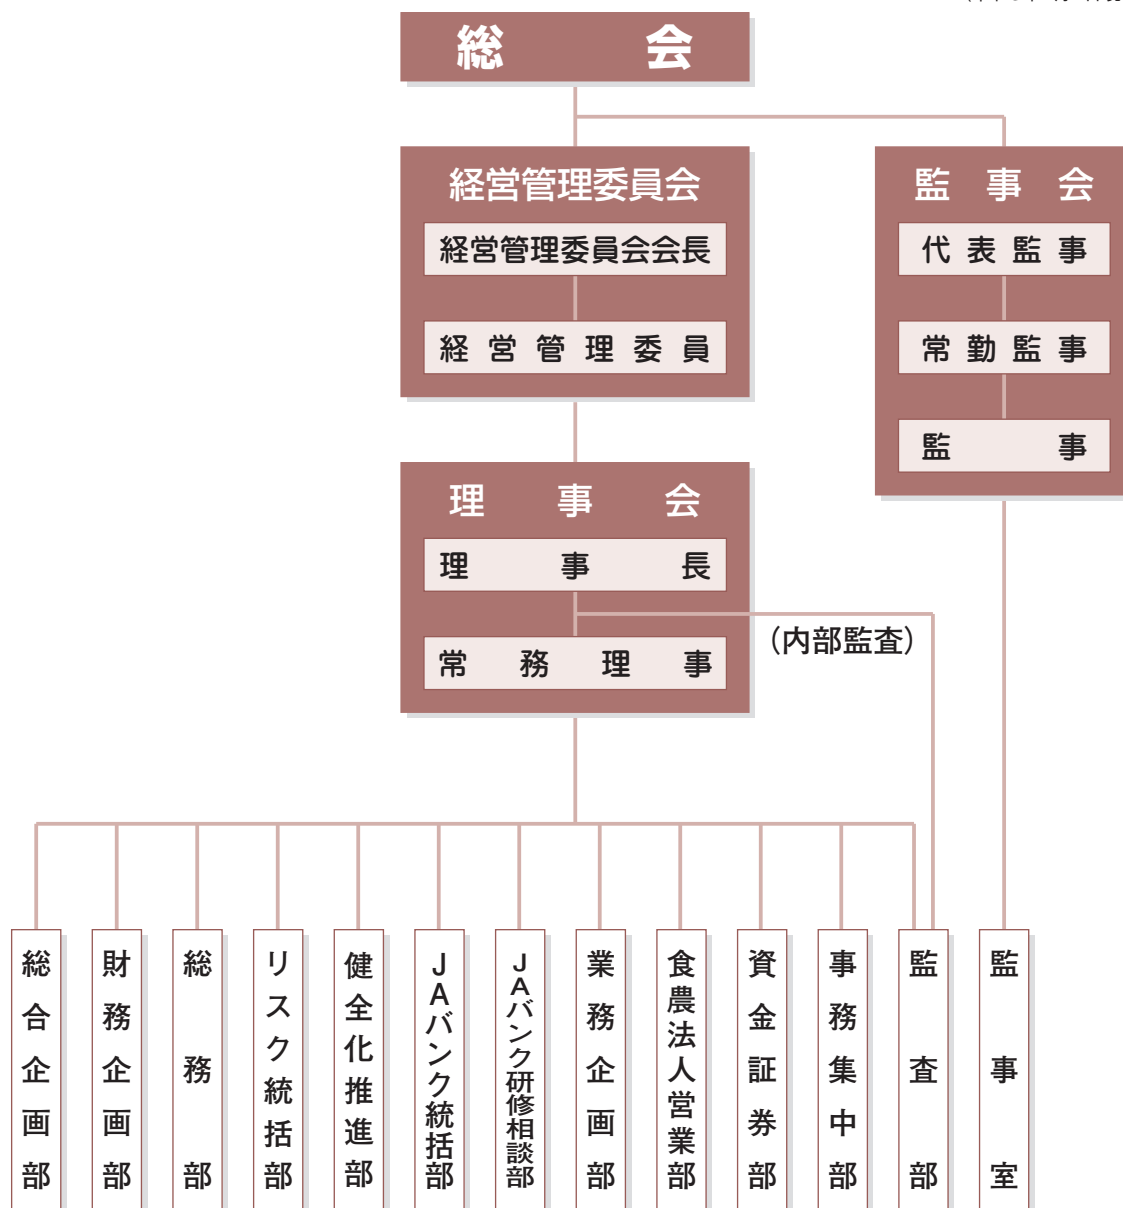 総会
経営管理委員会
経営管理委員会会長
経営管理委員
監事会
代表監事
常勤監事
監事
理事会
理事長
(内部監査)
常務理事
総合企画部
財務企画部
総務部
リスク統括部
健全化推進部
JAバンク統括部
JAバンク研修相談部
業務企画部
食農法人営業部
資金証券部
事務集中部
監査部
監事室